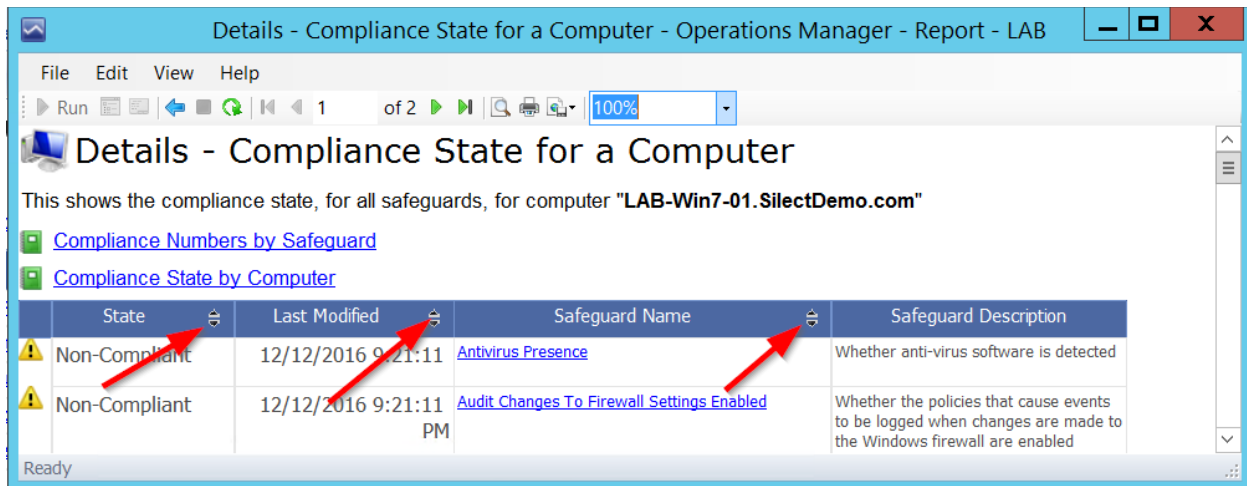 Details - Compliance State for a Computer - Operations Manager - Report - LAB
X
File Edit View Help
Run 1 of 2 100%
Details - Compliance State for a Computer
This shows the compliance state, for all safeguards, for computer "LAB-Win7-01.SilectDemo.com"
Compliance Numbers by Safeguard
Compliance State by Computer
State Last Modified Safeguard Name Safeguard Description
Non-Compliant 12/12/2016 9:21:11 Antivirus Presence Whether anti-virus software is detected
Non-Compliant 12/12/2016 9:21:11 Audit Changes To Firewall Settings Enabled Whether the policies that cause events
PM to be logged when changes are made to
the Windows firewall are enabled
Ready